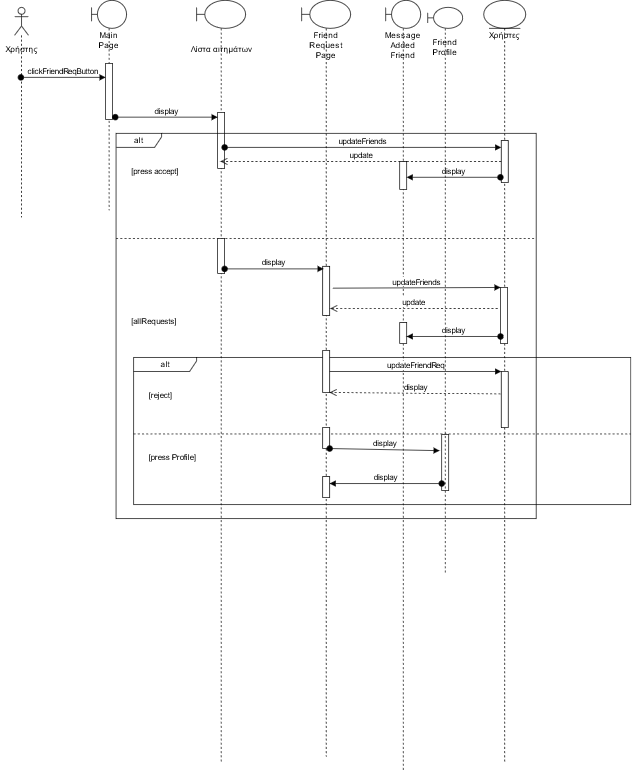 Χρήστης
Main
Page
Λίστα αιτημάτων
Friend
Request
Page
Message
Added
Friend
Friend
Profile
Χρήστες
clickFriendReqButton
display
alt
updateFriends
update
[press accept]
display
display
updateFriends
update
[allRequests]
display
alt
updateFriendReq
display
[reject]
display
[press Profile]
display